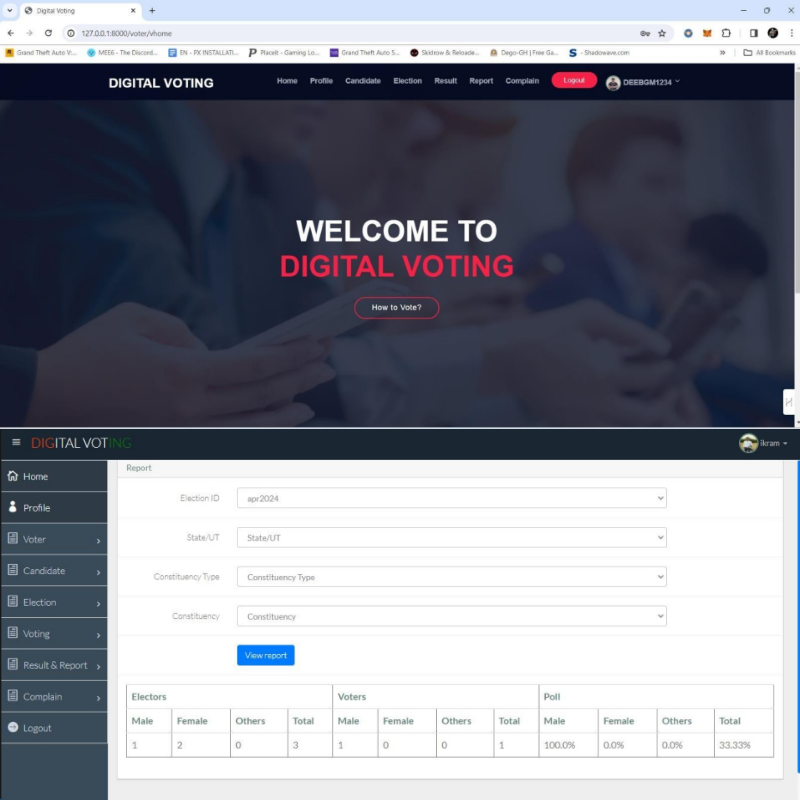 Digital Voting
127.0.0.1:8000/voter/vhome
Grand Theft Auto V:... MEE6 - The Discord... EN - FX INSTALLATI... Placeit - Gaming Lo... Grand Theft Auto S... Skidrow & Reloade... Dego-GH | Free Ga... - Shadowave.com » All Bookmarks
DIGITAL VOTING Home Profile Candidate Election Result Report Complain Logout DEEBGM1234
WELCOME TO
DIGITAL VOTING
How to Vote?
DIGITAL VOTING ikram
Home
Profile
Voter
Candidate
Election
Voting
Result & Report
Complain
Logout
Report
Election ID apr2024
State/UT State/UT
Constituency Type Constituency Type
Constituency Constituency
View report
Electors Voters Poll
Male Female Others Total Male Female Others Total Male Female Others Total
1 2 0 3 1 0 0 1 100.0% 0.0% 0.0% 33.33%